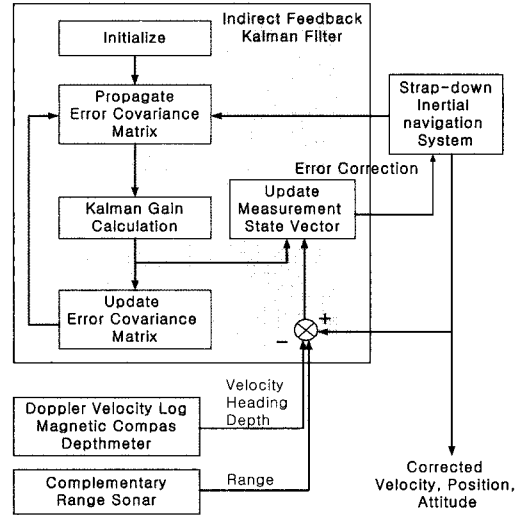 Indirect Feedback
Kalman Filter
Initialize
Propagate
Error Covariance
Matrix
Strap-down
Inertial
navigation
System
Error Correction
Kalman Gain
Calculation
Update
Measurement
State Vector
Update
Error Covariance
Matrix
+
−
Velocity
Heading
Depth
Doppler Velocity Log
Magnetic Compas
Depthmeter
Complementary
Range Sonar
Range
Corrected
Velocity, Position,
Attitude